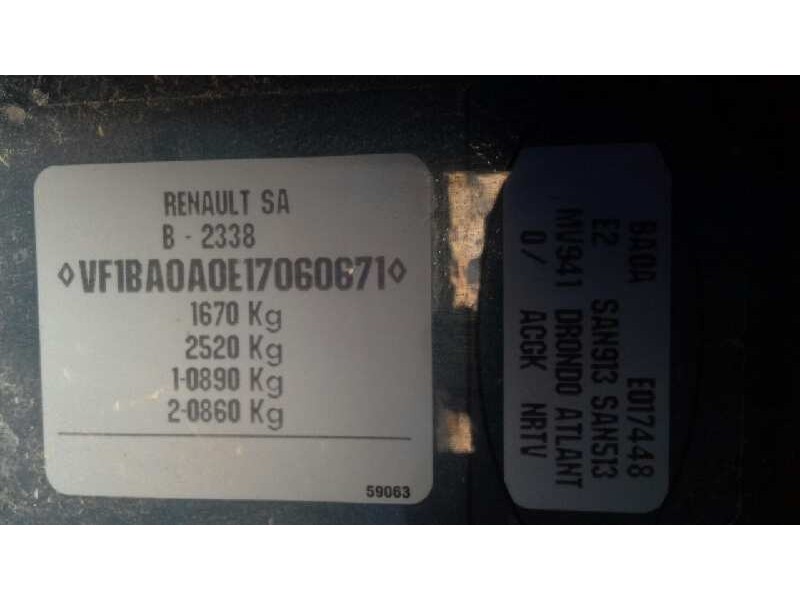 RENAULT SA
B - 2338
◊VF1BA0A0E17060671◊
1670 Kg
2520 Kg
1-0890 Kg
2-0860 Kg
59063
BA0A E017448
E2 SAN913 SAN513
MV941 DRONDO ATLANT
0/ ACGK NRTV